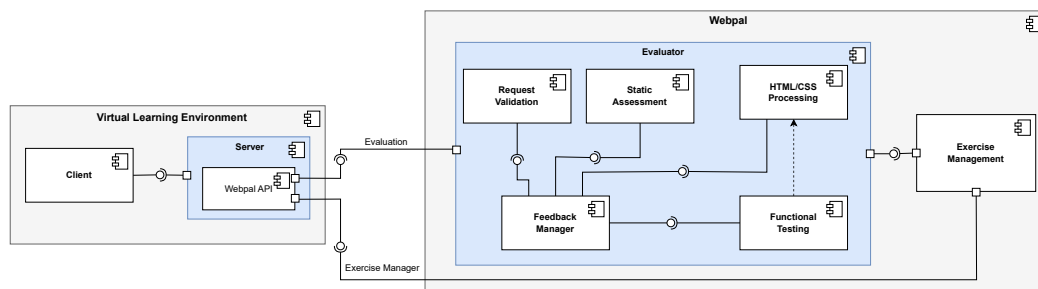 Webpal
Evaluator
Request
Validation
Static
Assessment
HTML/CSS
Processing
Virtual Learning Environment
Server
Evaluation
Exercise
Management
Client
Webpal API
Feedback
Manager
Functional
Testing
Exercise Manager